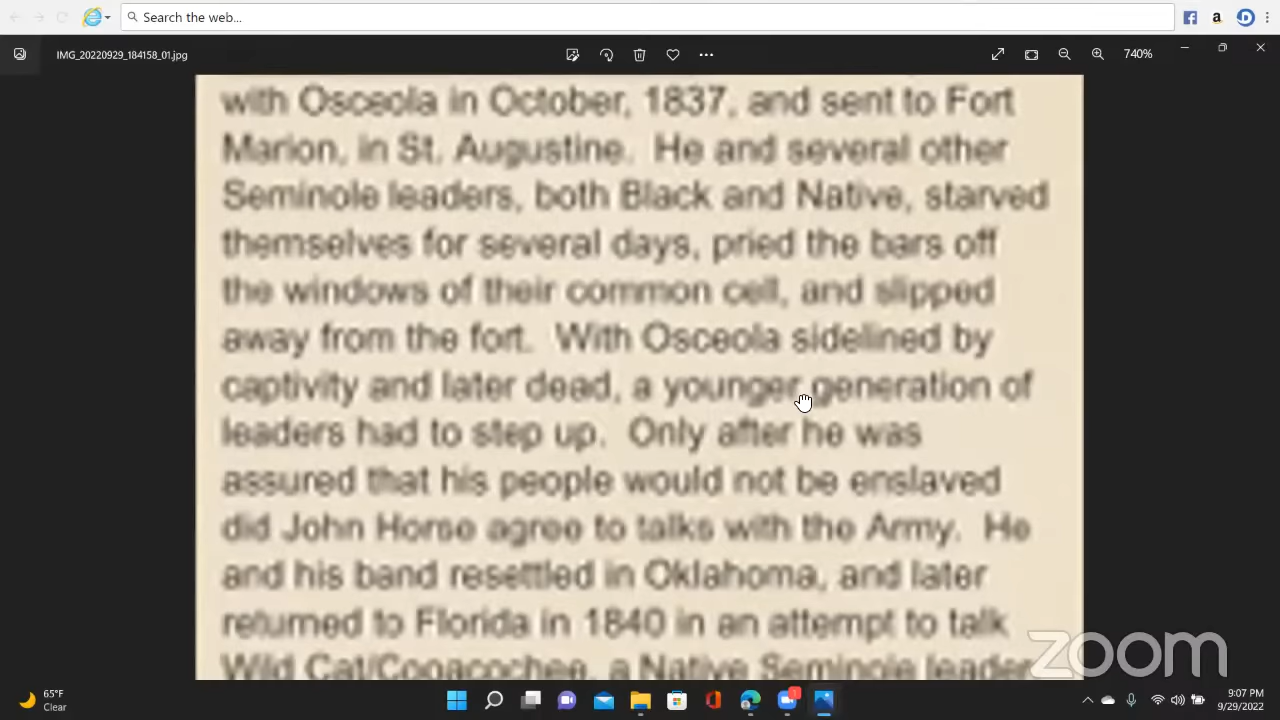 Search the web...
IMG_20220929_184158_01.jpg
740%
with Osceola in October, 1837, and sent to Fort
Marion, in St. Augustine. He and several other
Seminole leaders, both Black and Native, starved
themselves for several days, pried the bars off
the windows of their common cell, and slipped
away from the fort. With Osceola sidelined by
captivity and later dead, a younger generation of
leaders had to step up. Only after he was
assured that his people would not be enslaved
did John Horse agree to talks with the Army. He
and his band resettled in Oklahoma, and later
returned to Florida in 1840 in an attempt to talk
Wild Cat/Cooacochee, a Native Seminole leader
zoom
65°F
Clear
9:07 PM
9/29/2022